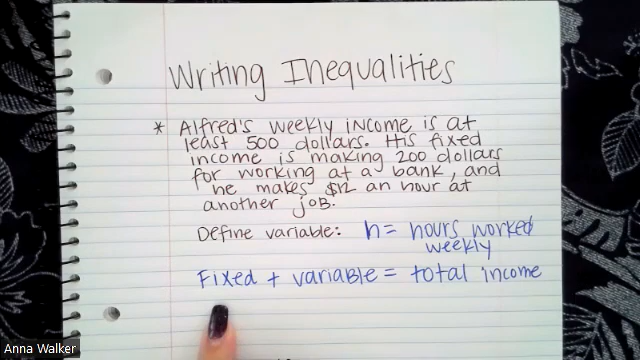 Writing Inequalities
* Alfred's weekly income is at
least 500 dollars. His fixed
income is making 200 dollars
for working at a bank, and
he makes $12 an hour at
another job.
Define variable: h = hours worked
weekly
Fixed + variable = total income
Anna Walker